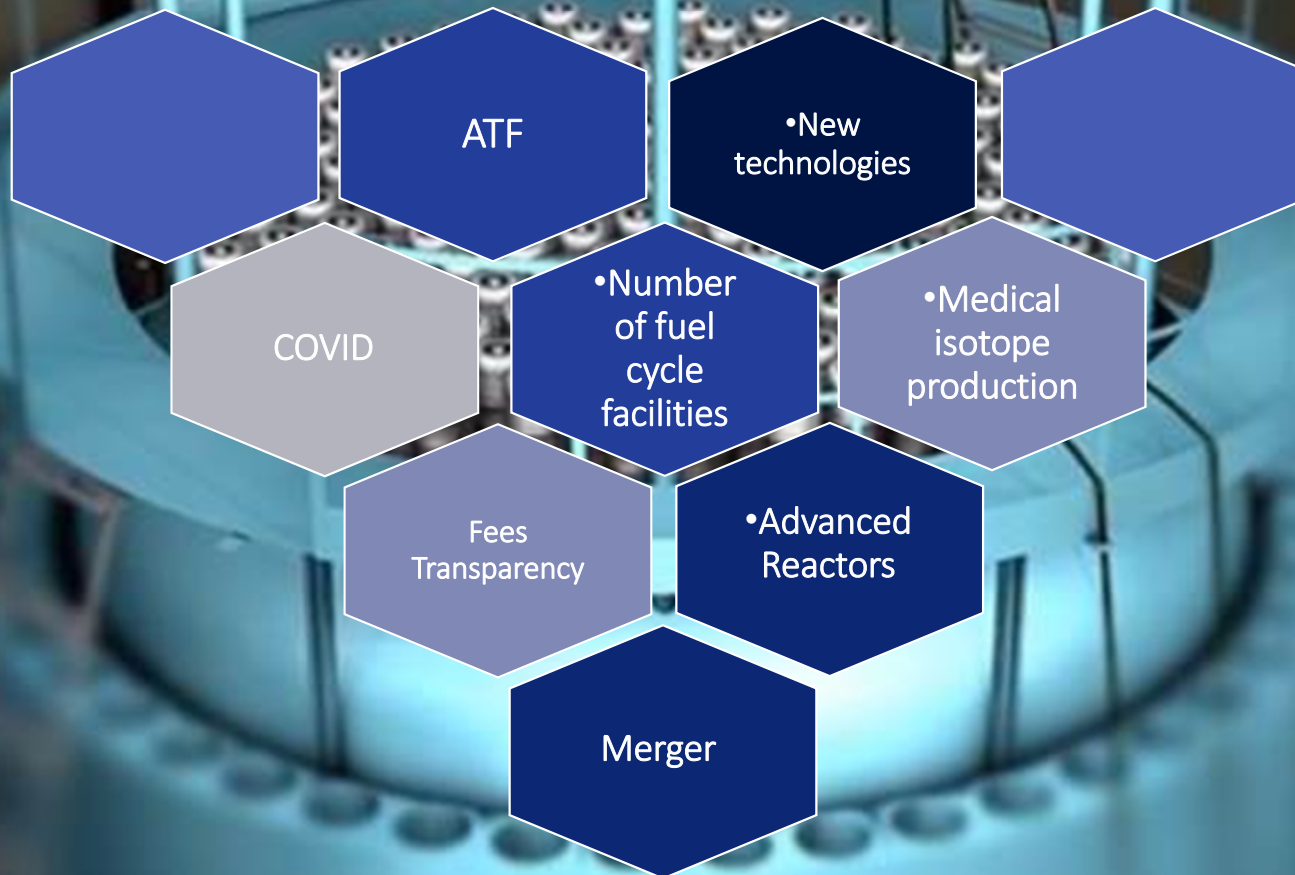 ATF
•New
technologies
COVID
•Number
of fuel
cycle
facilities
•Medical
isotope
production
Fees
Transparency
•Advanced
Reactors
Merger